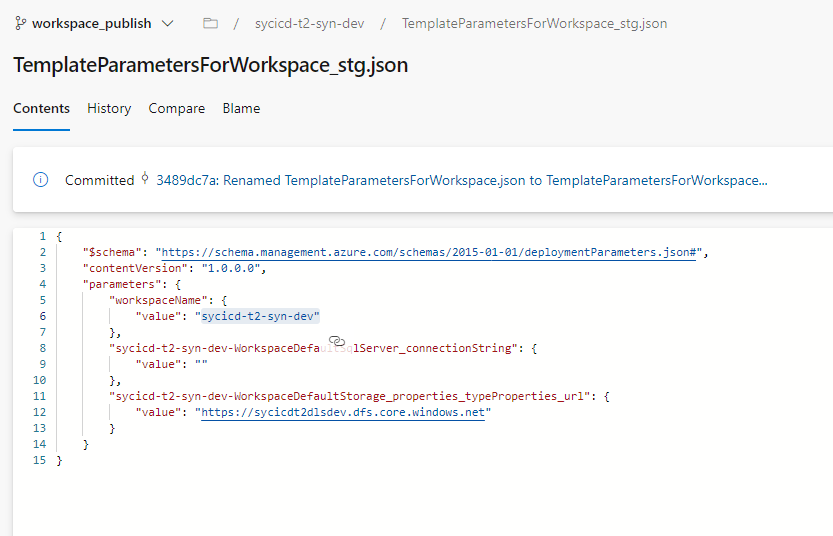 workspace_publish / sycicd-t2-syn-dev / TemplateParametersForWorkspace_stg.json
TemplateParametersForWorkspace_stg.json
Contents History Compare Blame
Committed 3489dc7a: Renamed TemplateParametersForWorkspace.json to TemplateParametersForWorkspace...
1 {
2 "$schema": "https://schema.management.azure.com/schemas/2015-01-01/deploymentParameters.json#",
3 "contentVersion": "1.0.0.0",
4 "parameters": {
5 "workspaceName": {
6 "value": "sycicd-t2-syn-dev"
7 },
8 "sycicd-t2-syn-dev-WorkspaceDefaultSqlServer_connectionString": {
9 "value": ""
10 },
11 "sycicd-t2-syn-dev-WorkspaceDefaultStorage_properties_typeProperties_url": {
12 "value": "https://sycicdt2dlsdev.dfs.core.windows.net"
13 }
14 }
15 }